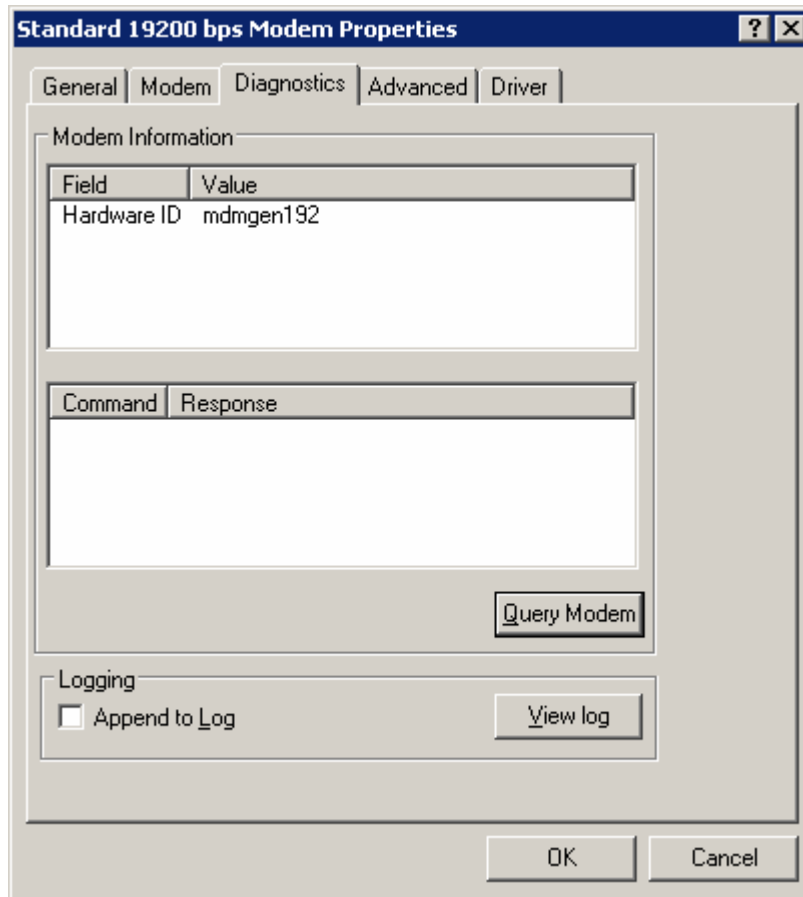 Standard 19200 bps Modem Properties
General Modem Diagnostics Advanced Driver
Modem Information
Field Value
Hardware ID mdmgen192
Command Response
Query Modem
Logging
Append to Log
View log
OK Cancel